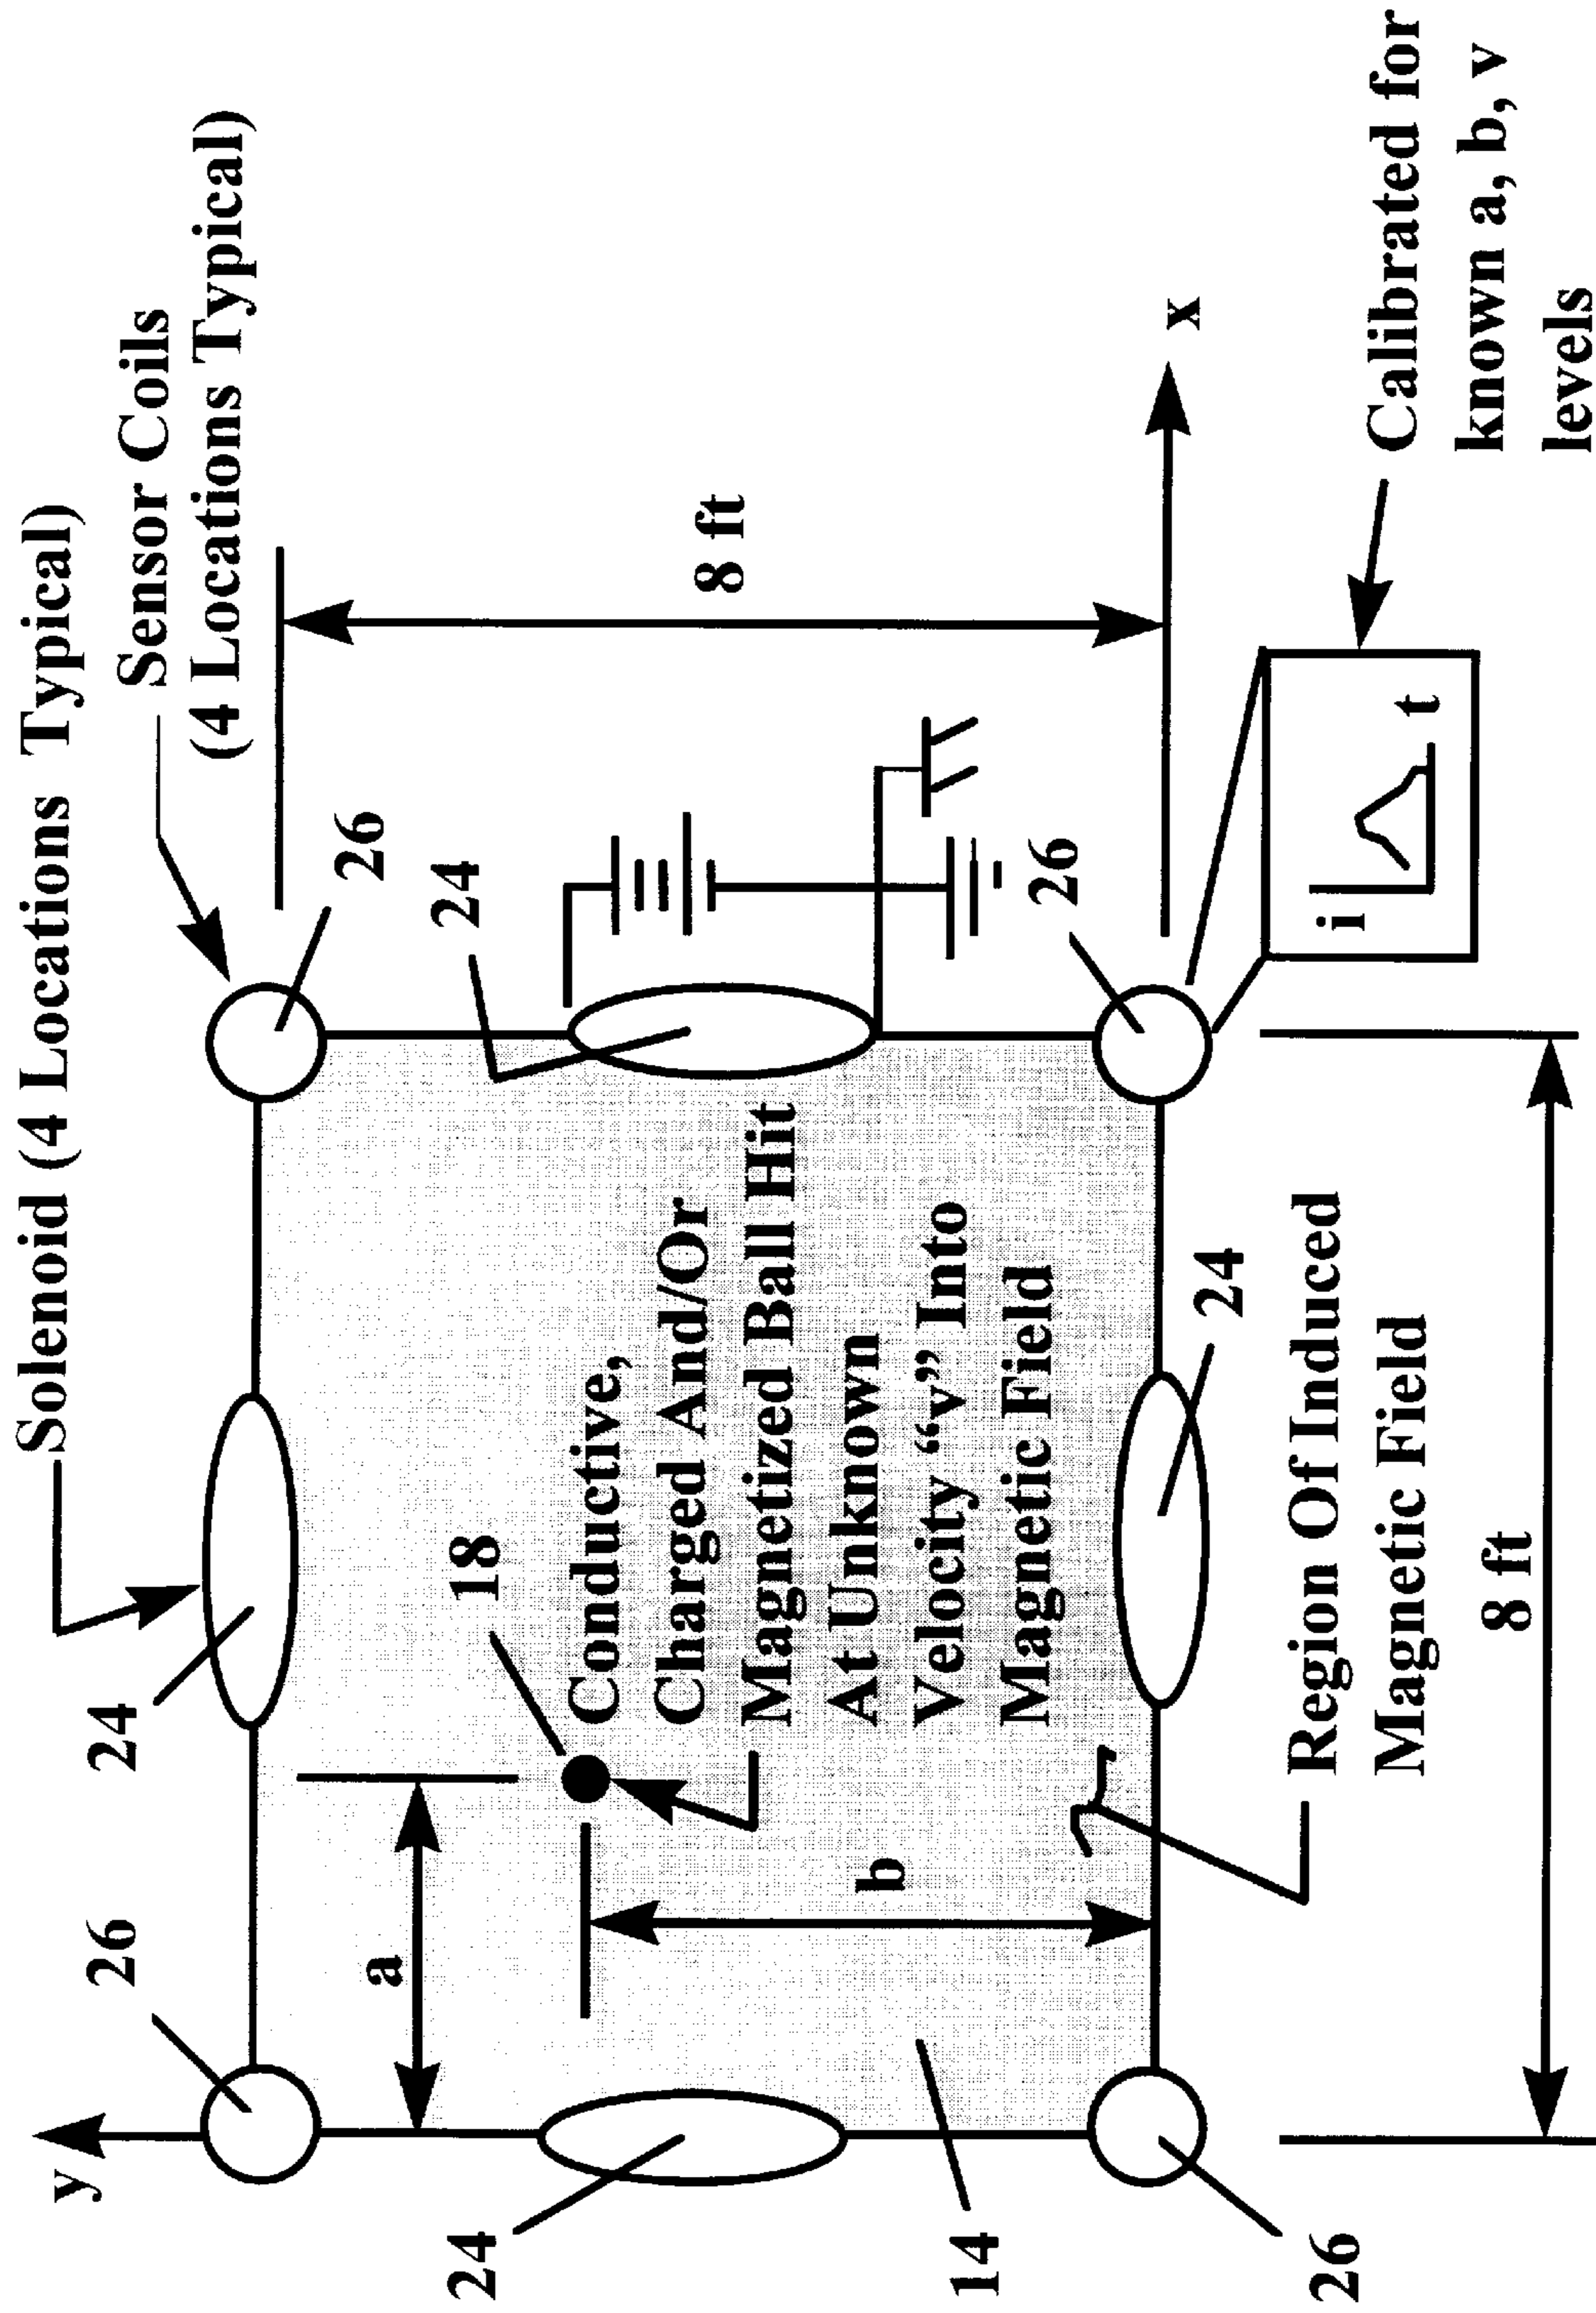 Solenoid (4 Locations Typical)
Sensor Coils
(4 Locations Typical)
y
26
24
24
26
a
18
24
8 ft
Conductive,
Charged And/Or
Magnetized Ball Hit
At Unknown
Velocity “v” Into
Magnetic Field
b
14
26
26
x
24
Region Of Induced
Magnetic Field
i
t
Calibrated for
known a, b, v
levels
8 ft